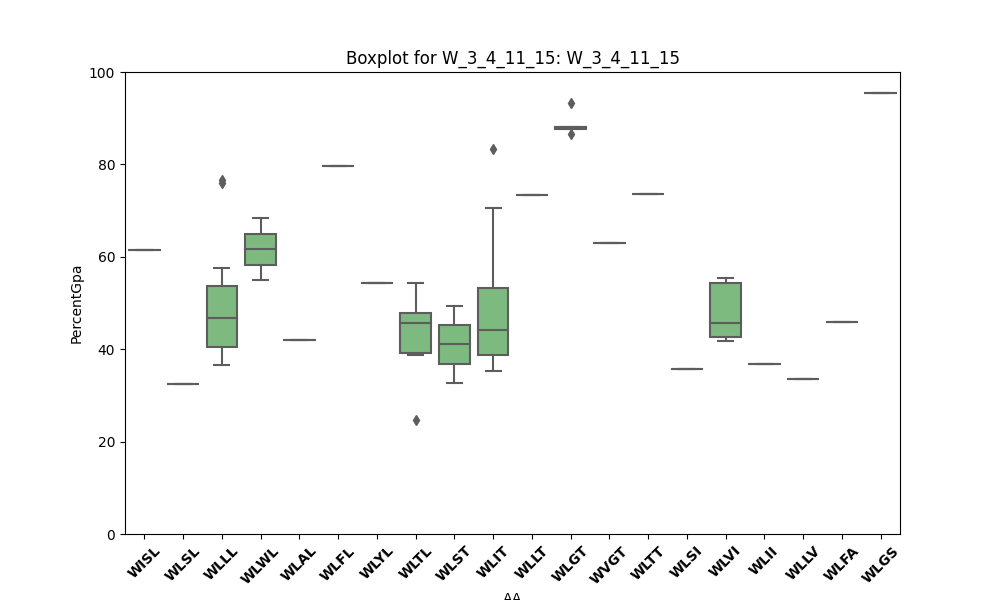 Boxplot for W_3_4_11_15: W_3_4_11_15
100
80
60
40
20
0
PercentGpa
WISL WLSL WLLL WLWL WLAL WLFL WLYL WLTL WLST WLIT WLLT WLGT WVGT WLTT WLSI WLVI WLII WLLV WLFA WLGS
AA